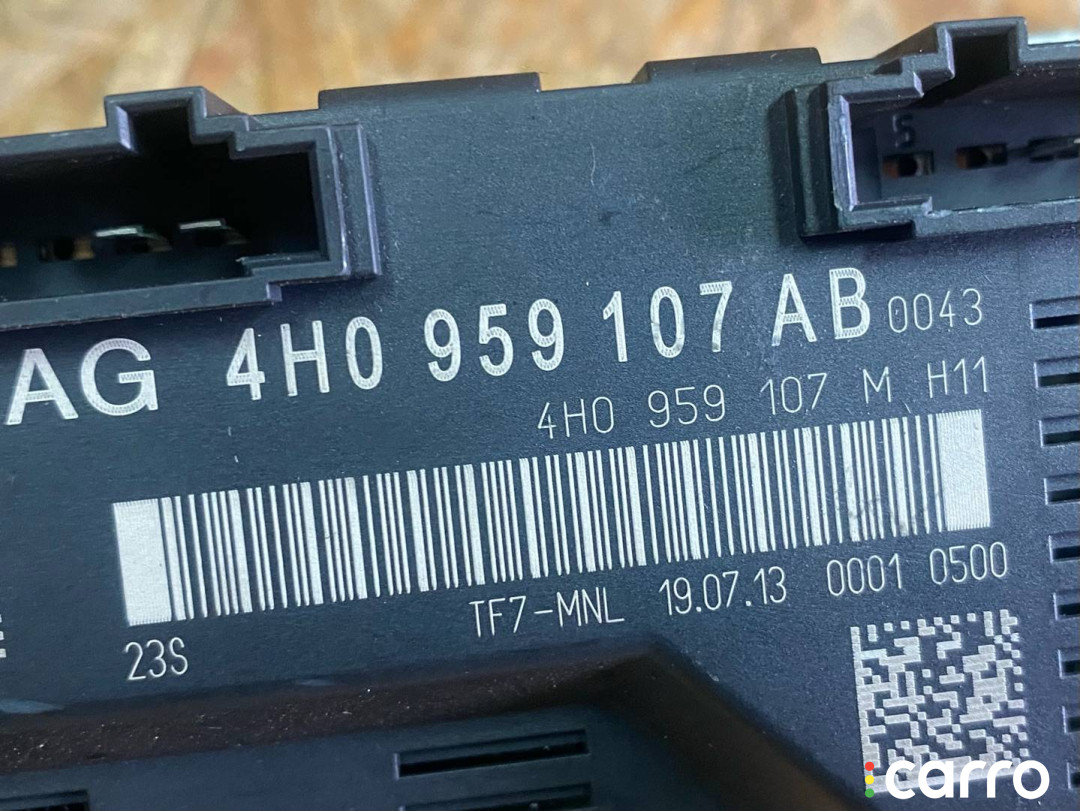 S
AG 4H0 959 107 AB 0043
4H0 959 107 M H11
TF7-MNL 19.07.13 0001 0500
23S
carro